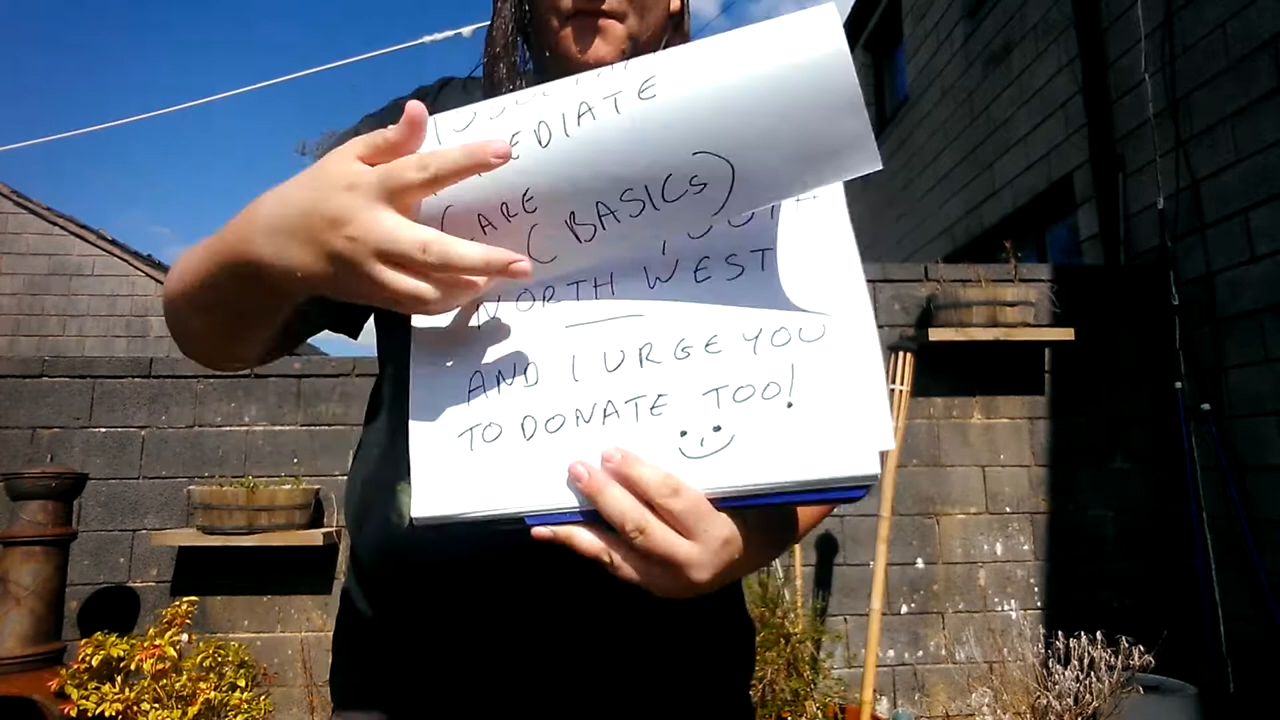 EDIATE
CARE
(BASICs)
NORTH WEST
AND I URGE YOU
TO DONATE TOO!